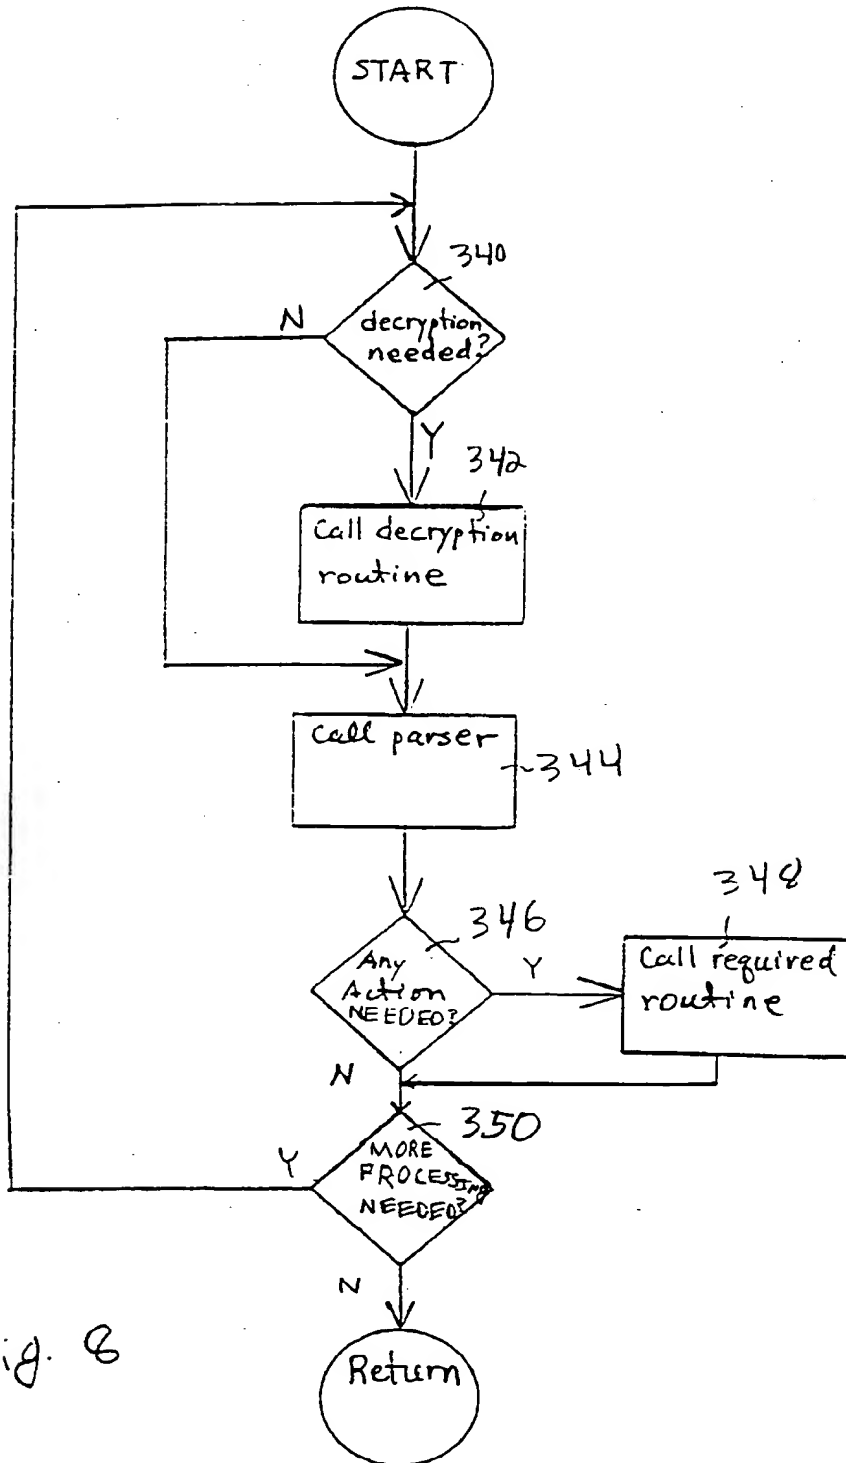 START
340
decryption
needed?
N
Y
342
Call decryption
routine
Call parser
344
346
Any
Action
NEEDED?
Y
348
Call required
routine
N
350
MORE
PROCESSING
NEEDED?
Y
N
ig. 8
Return